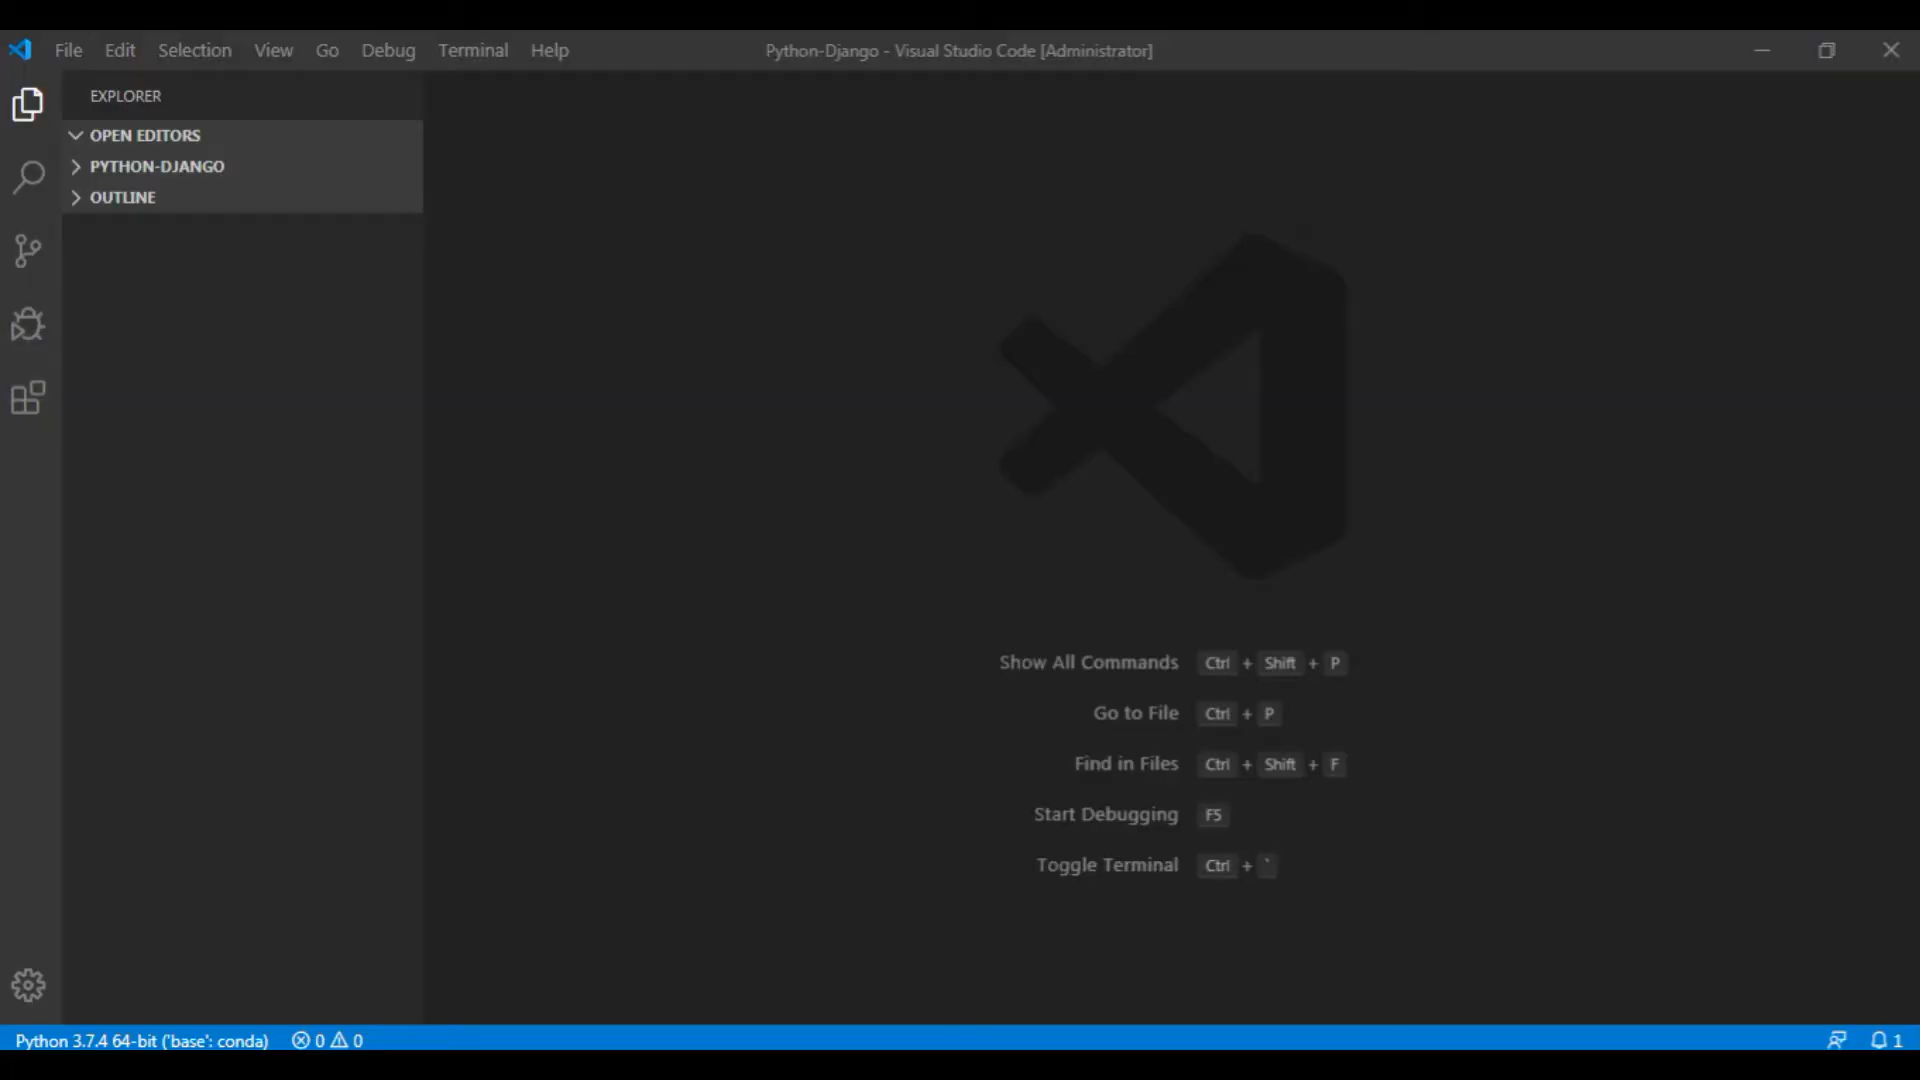 File Edit Selection View Go Debug Terminal Help
Python-Django - Visual Studio Code [Administrator]
EXPLORER
OPEN EDITORS
PYTHON-DJANGO
OUTLINE
Show All Commands Ctrl + Shift + P
Go to File Ctrl + P
Find in Files Ctrl + Shift + F
Start Debugging F5
Toggle Terminal Ctrl + `
Python 3.7.4 64-bit ('base': conda) 0 0 1